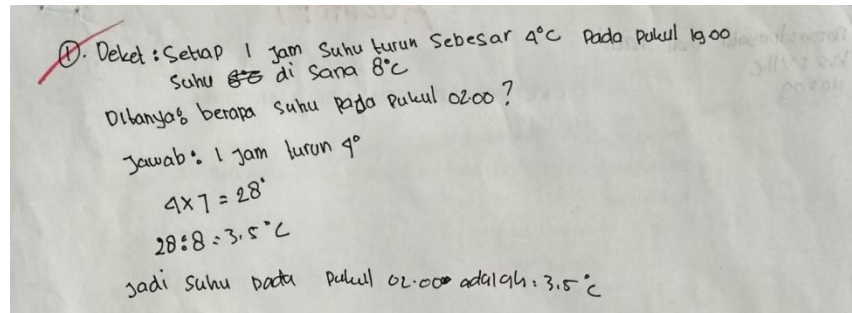 ①. Deket : Setiap 1 Jam Suhu turun Sebesar 4°C Pada Pukul 19 00
Suhu di Sana 8°C
Ditanya : berapa Suhu Pada Pukul 02.00 ?
Jawab : 1 Jam turun 4°
4 x 7 = 28°
28 : 8 = 3,5°C
Jadi Suhu Pada Pukul 02.00 adalah : 3,5°C